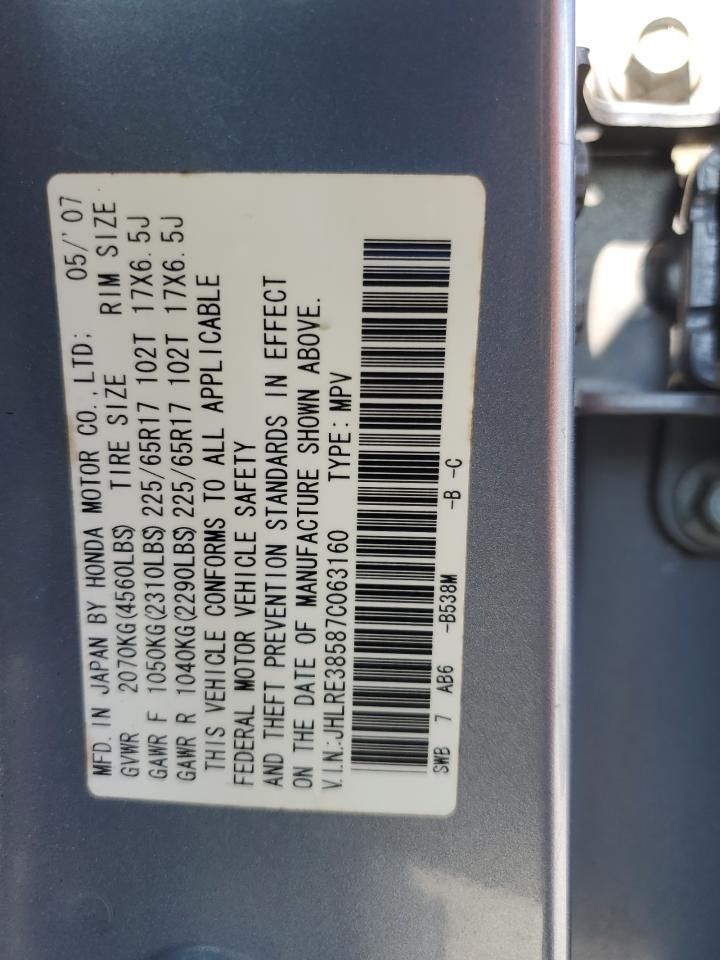 MFD. IN JAPAN BY HONDA MOTOR CO., LTD; 05/'07
GVWR 2070KG(4560LBS) TIRE SIZE RIM SIZE
GAWR F 1050KG(2310LBS) 225/65R17 102T 17X6. 5J
GAWR R 1040KG(2290LBS) 225/65R17 102T 17X6. 5J
THIS VEHICLE CONFORMS TO ALL APPLICABLE
FEDERAL MOTOR VEHICLE SAFETY
AND THEFT PREVENTION STANDARDS IN EFFECT
ON THE DATE OF MANUFACTURE SHOWN ABOVE.
V.I.N.:JHLRE38587C063160 TYPE: MPV
SWB 7 AB6 -B538M -B -C